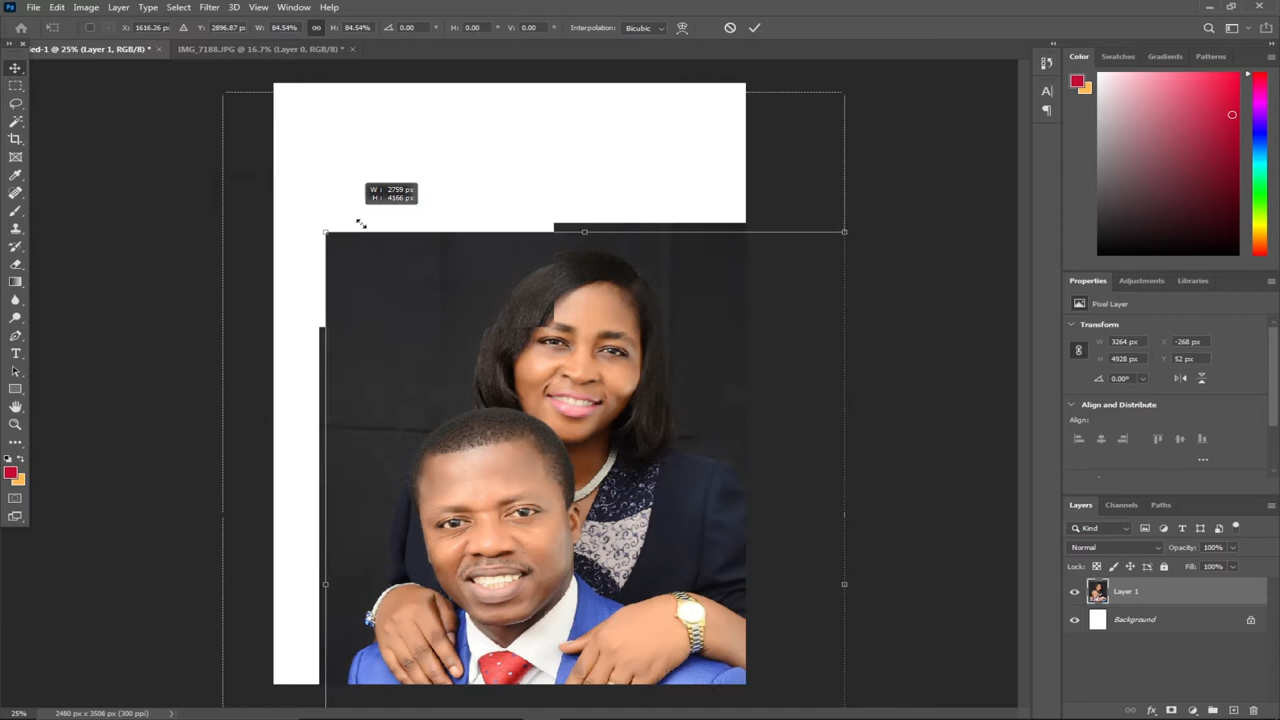 Ps File Edit Image Layer Type Select Filter 3D View Window Help
X: 1616.26 px Y: 2896.87 px W: 84.54% H: 84.54% 0.00 ° H: 0.00 ° V: 0.00 ° Interpolation: Bicubic
led-1 @ 25% (Layer 1, RGB/8) * × IMG_7188.JPG @ 16.7% (Layer 0, RGB/8) * ×
W : 2759 px
H : 4166 px
Color Swatches Gradients Patterns
Properties Adjustments Libraries
Pixel Layer
Transform
W 3264 px X -268 px
H 4928 px Y 52 px
0.00°
Align and Distribute
Align:
...
Layers Channels Paths
Kind
Normal Opacity: 100%
Lock: Fill: 100%
Layer 1
Background
25% 2480 px x 3508 px (300 ppi)